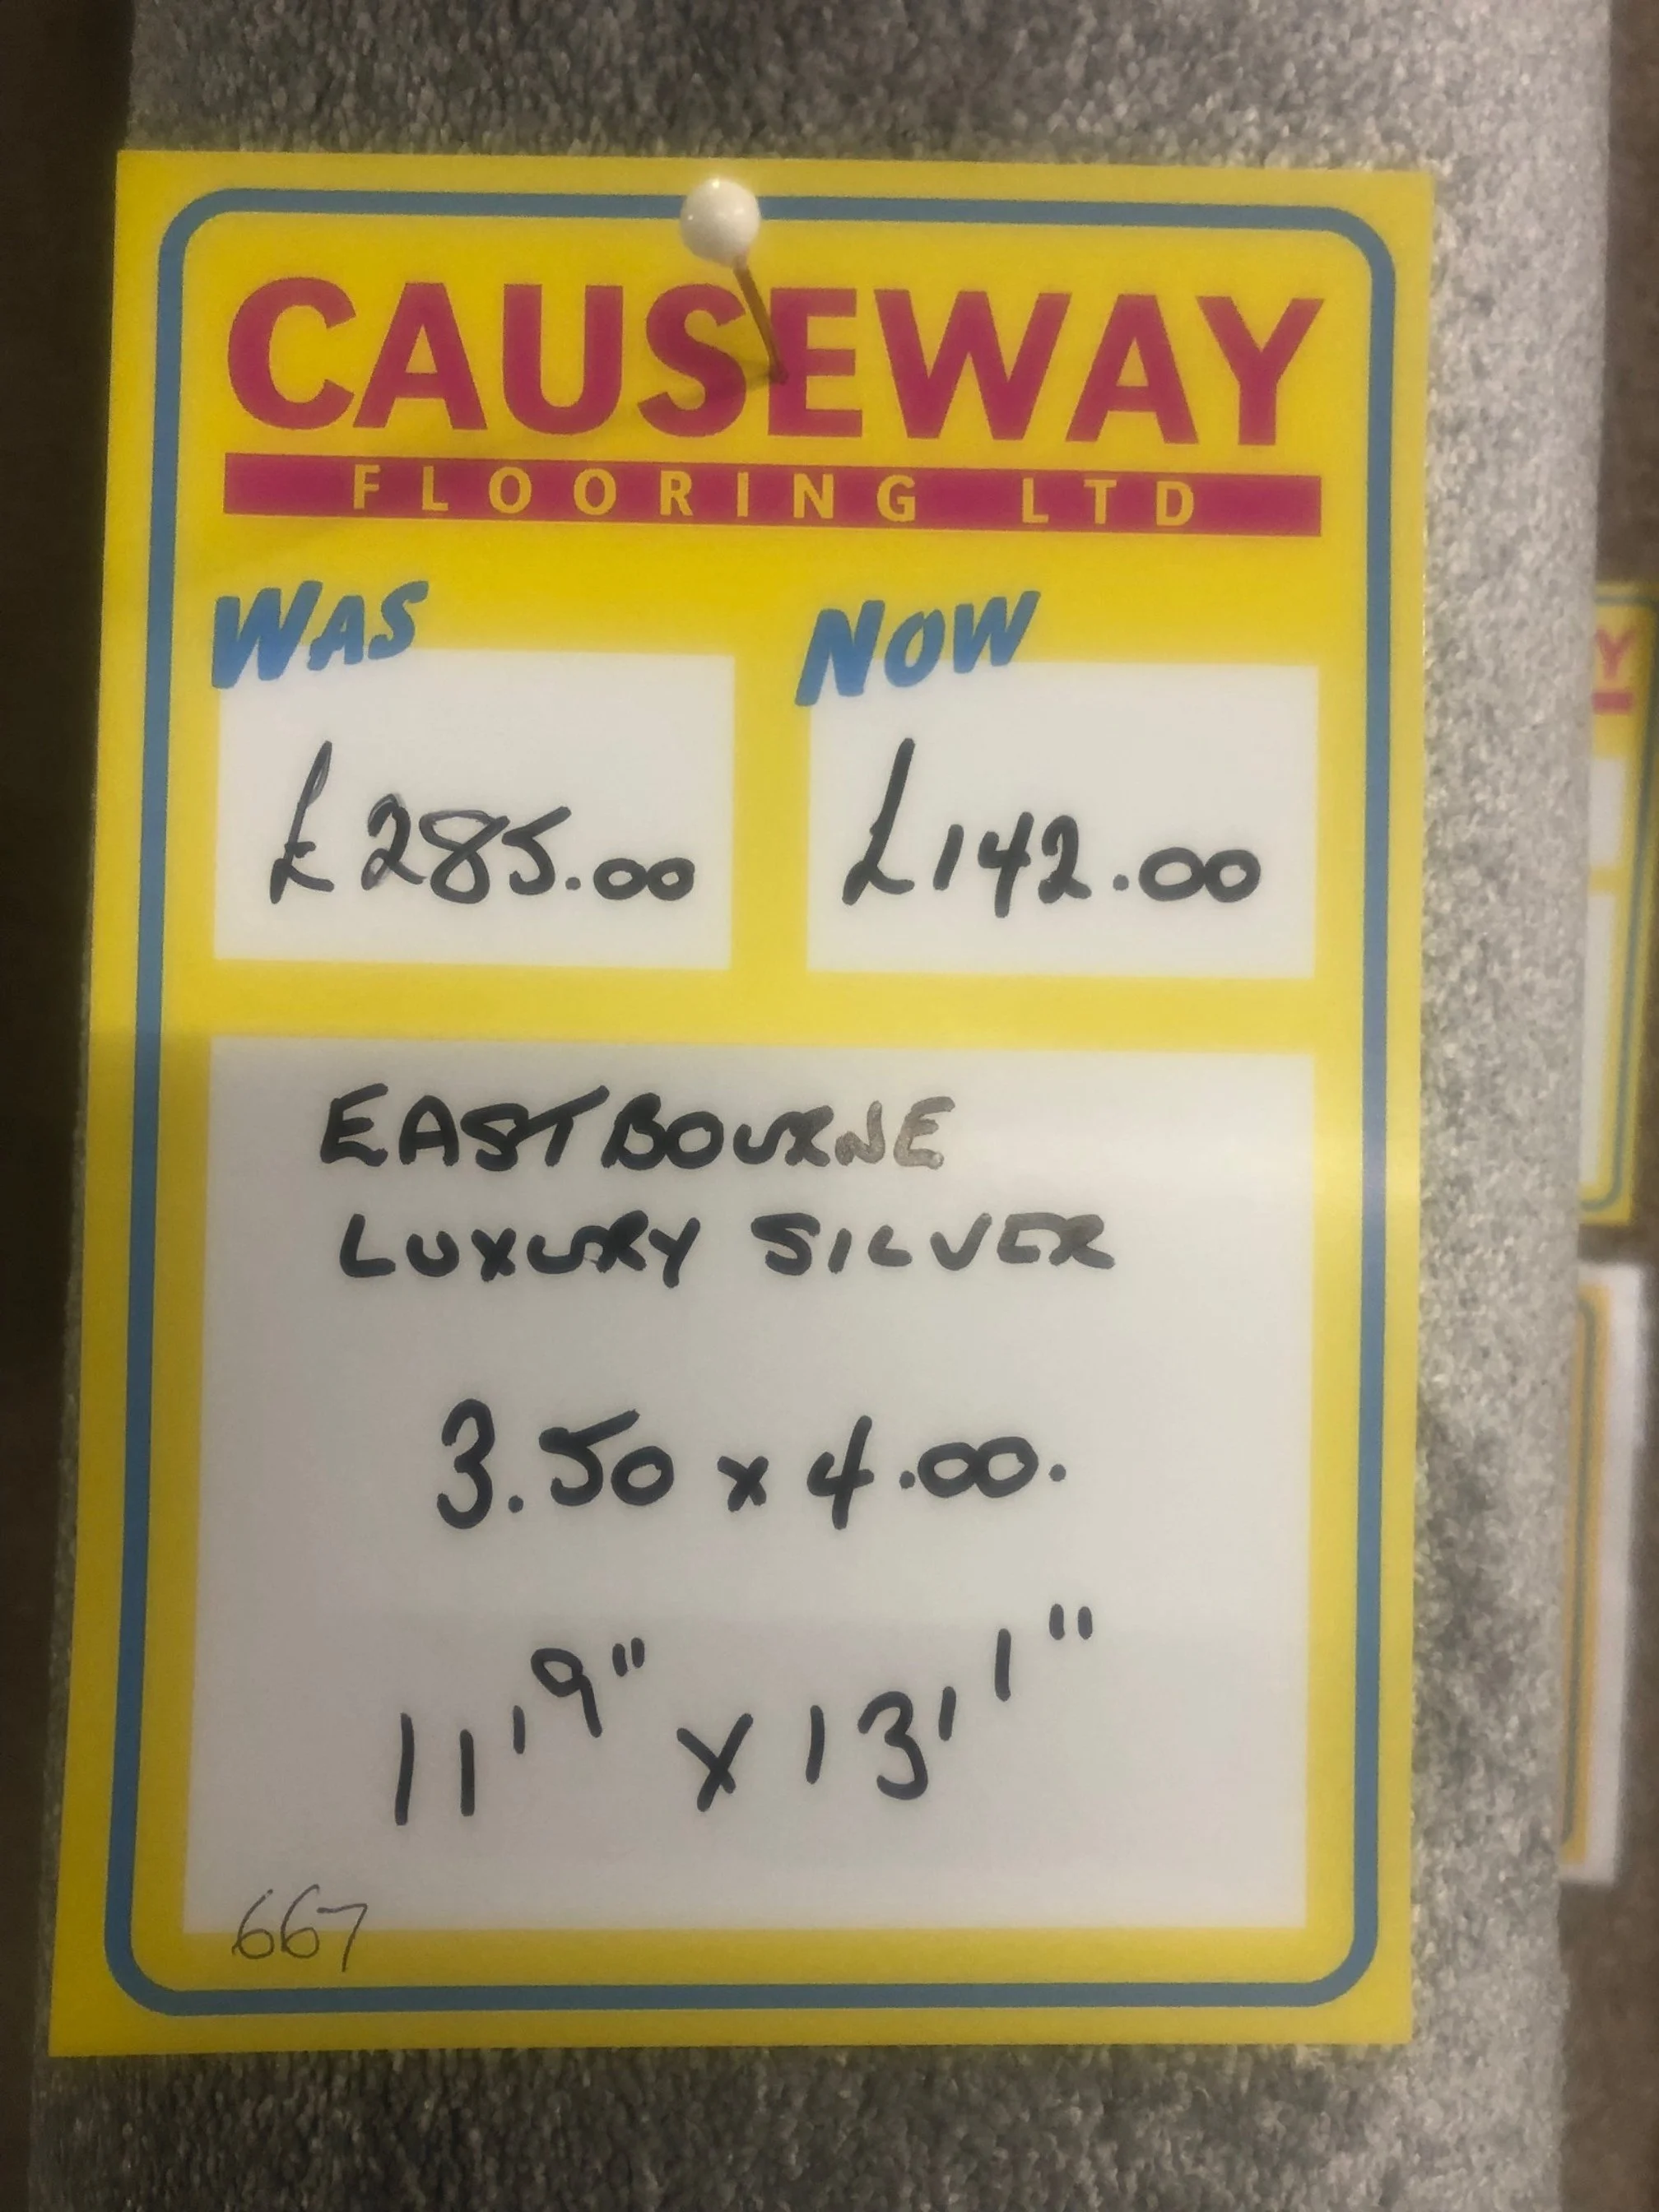 CAUSEWAY
FLOORING LTD
WAS NOW
£285.00 £142.00
EASTBOURNE
LUXURY SILVER
3.50 x 4.00.
11'9" x 13'1"
667
Y